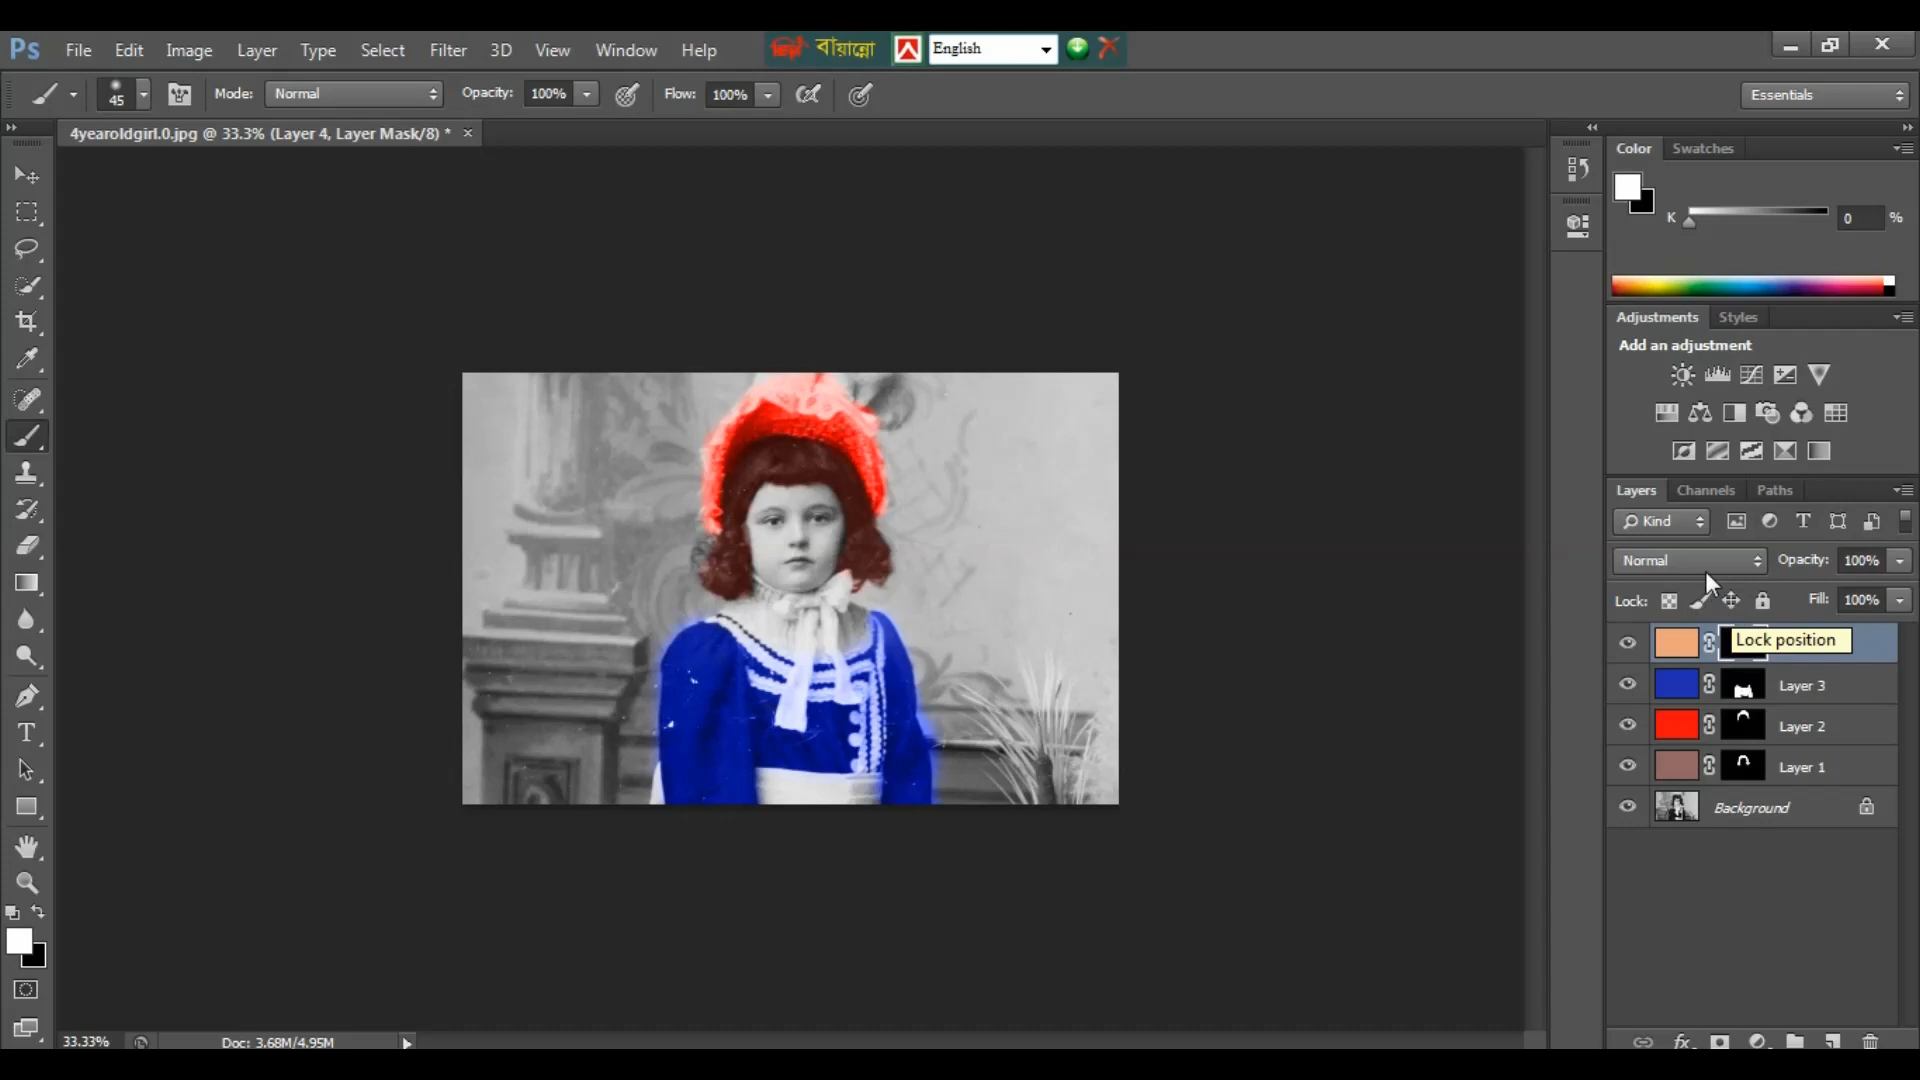 Ps File Edit Image Layer Type Select Filter 3D View Window Help বায়ান্নো English
45 Mode: Normal Opacity: 100% Flow: 100% Essentials
4yearoldgirl.0.jpg @ 33.3% (Layer 4, Layer Mask/8) *
Color Swatches
K 0 %
Adjustments Styles
Add an adjustment
Layers Channels Paths
Kind
Normal Opacity: 100%
Lock: Fill: 100%
Lock position
Layer 3
Layer 2
Layer 1
Background
33.33% Doc: 3.68M/4.95M
fx